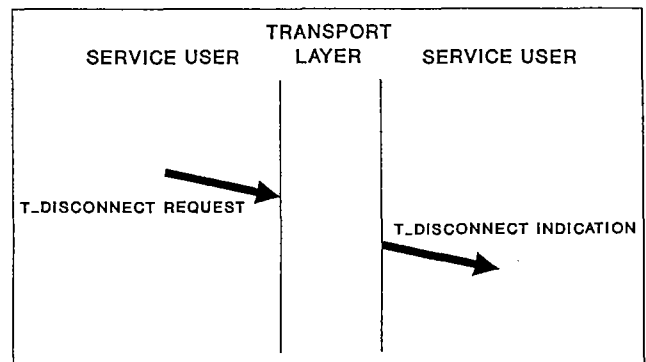 TRANSPORT
SERVICE USER LAYER SERVICE USER
T_DISCONNECT REQUEST
T_DISCONNECT INDICATION